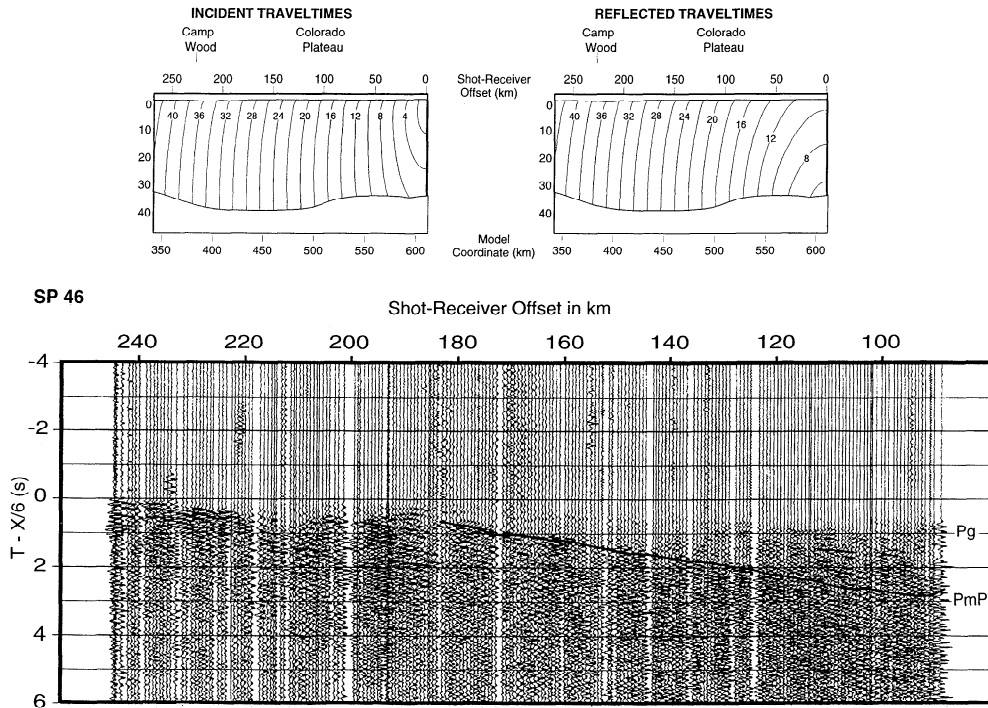 INCIDENT TRAVELTIMES
Camp Wood
Colorado Plateau
250 200 150 100 50 0
Shot-Receiver Offset (km)
0
10
20
30
40
40 36 32 28 24 20 16 12 8 4
350 400 450 500 550 600
Model Coordinate (km)
REFLECTED TRAVELTIMES
Camp Wood
Colorado Plateau
250 200 150 100 50 0
0
10
20
30
40
40 36 32 28 24 20 16 12 8
350 400 450 500 550 600
SP 46
Shot-Receiver Offset in km
240 220 200 180 160 140 120 100
-4
-2
0
2
4
6
T - X/6 (s)
Pg
PmP